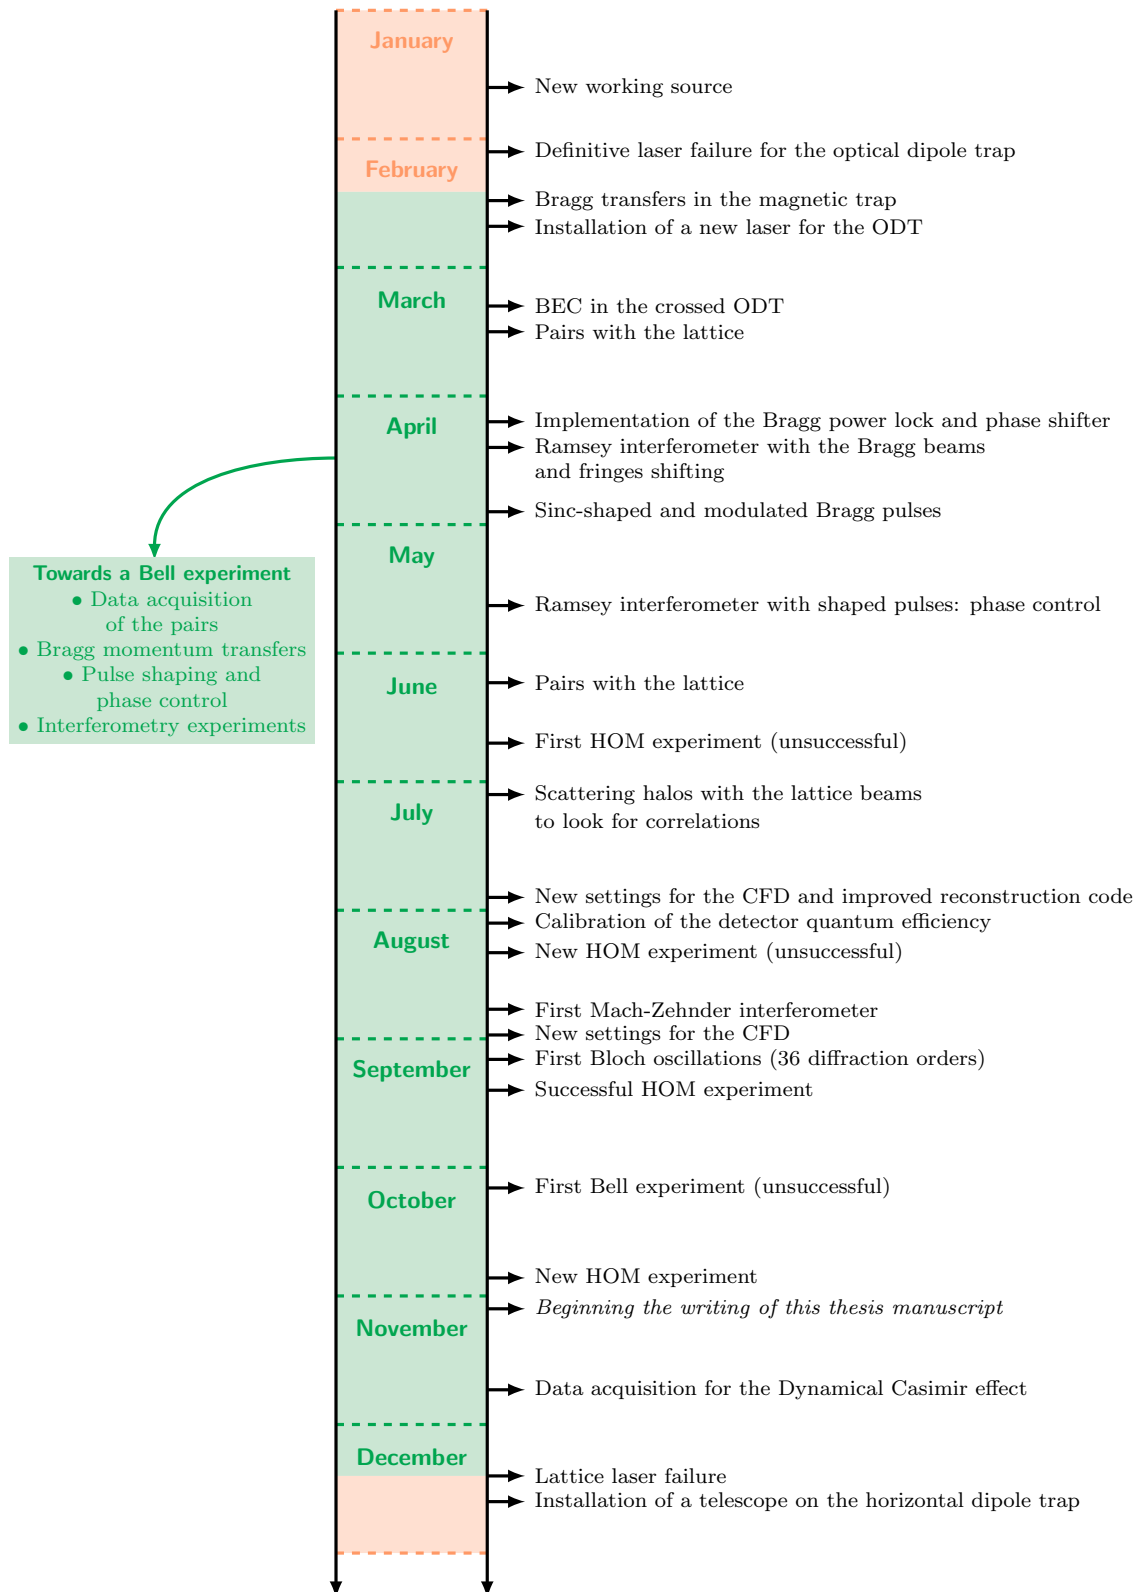 January
New working source
Definitive laser failure for the optical dipole trap
February
Bragg transfers in the magnetic trap
Installation of a new laser for the ODT
March
BEC in the crossed ODT
Pairs with the lattice
Implementation of the Bragg power lock and phase shifter
April
Ramsey interferometer with the Bragg beams
and fringes shifting
Sinc-shaped and modulated Bragg pulses
May
Towards a Bell experiment
• Data acquisition
of the pairs
• Bragg momentum transfers
• Pulse shaping and
phase control
• Interferometry experiments
Ramsey interferometer with shaped pulses: phase control
June
Pairs with the lattice
First HOM experiment (unsuccessful)
Scattering halos with the lattice beams
to look for correlations
July
New settings for the CFD and improved reconstruction code
Calibration of the detector quantum efficiency
August
New HOM experiment (unsuccessful)
First Mach-Zehnder interferometer
New settings for the CFD
First Bloch oscillations (36 diffraction orders)
September
Successful HOM experiment
First Bell experiment (unsuccessful)
October
New HOM experiment
Beginning the writing of this thesis manuscript
November
Data acquisition for the Dynamical Casimir effect
December
Lattice laser failure
Installation of a telescope on the horizontal dipole trap